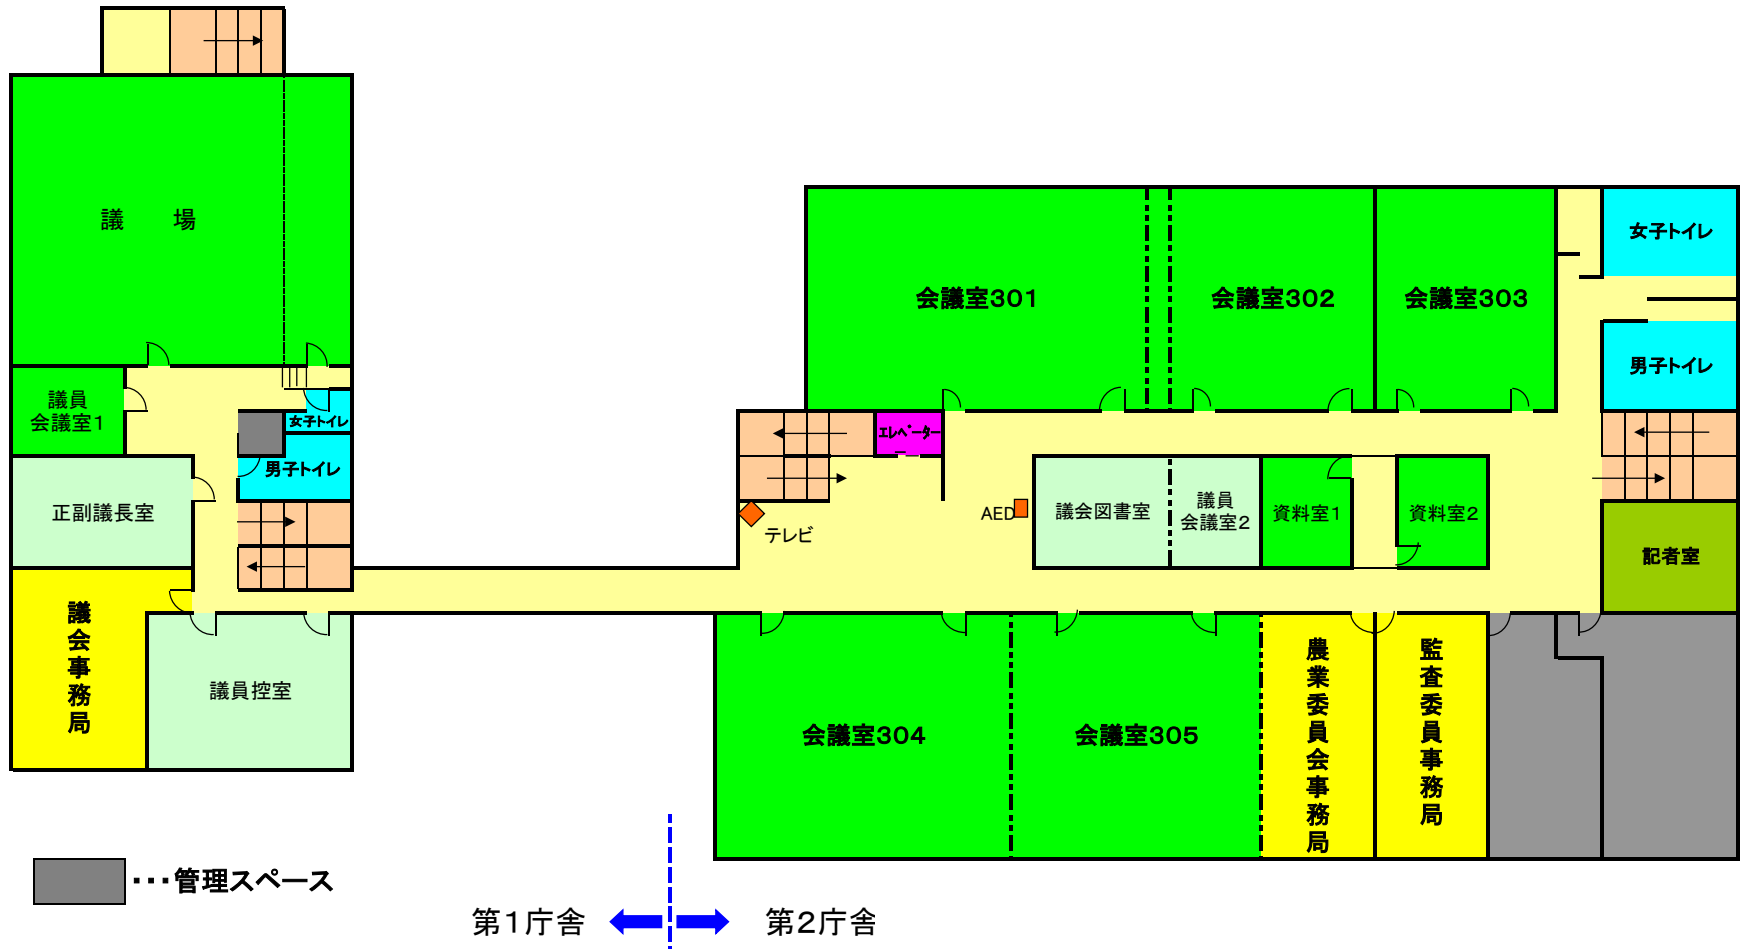 議　場
議員
会議室1
女子トイレ
男子トイレ
正副議長室
議会事務局
議員控室
会議室301
会議室302
会議室303
女子トイレ
男子トイレ
エレベーター
テレビ
AED
議会図書室
議員
会議室2
資料室1
資料室2
記者室
会議室304
会議室305
農業委員会事務局
監査委員事務局
･･･管理スペース
第1庁舎
第2庁舎